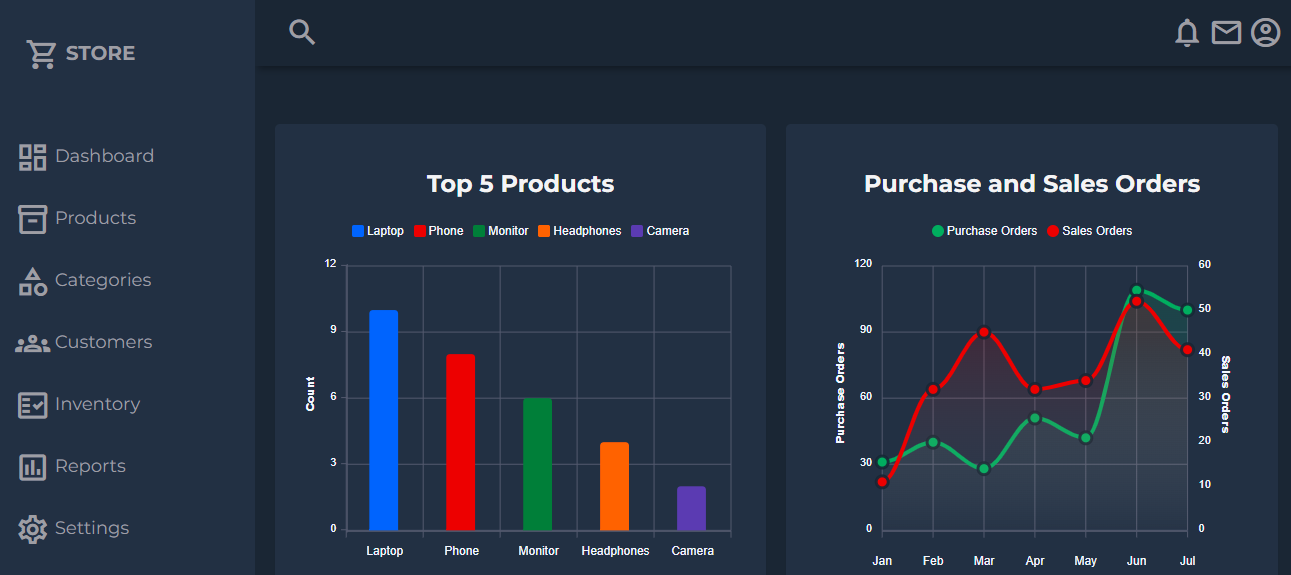 STORE
Dashboard
Products
Categories
Customers
Inventory
Reports
Settings
Top 5 Products
Laptop Phone Monitor Headphones Camera
12
9
6
3
0
Count
Laptop Phone Monitor Headphones Camera
Purchase and Sales Orders
Purchase Orders Sales Orders
120
90
60
30
0
Purchase Orders
60
50
40
30
20
10
0
Sales Orders
Jan Feb Mar Apr May Jun Jul